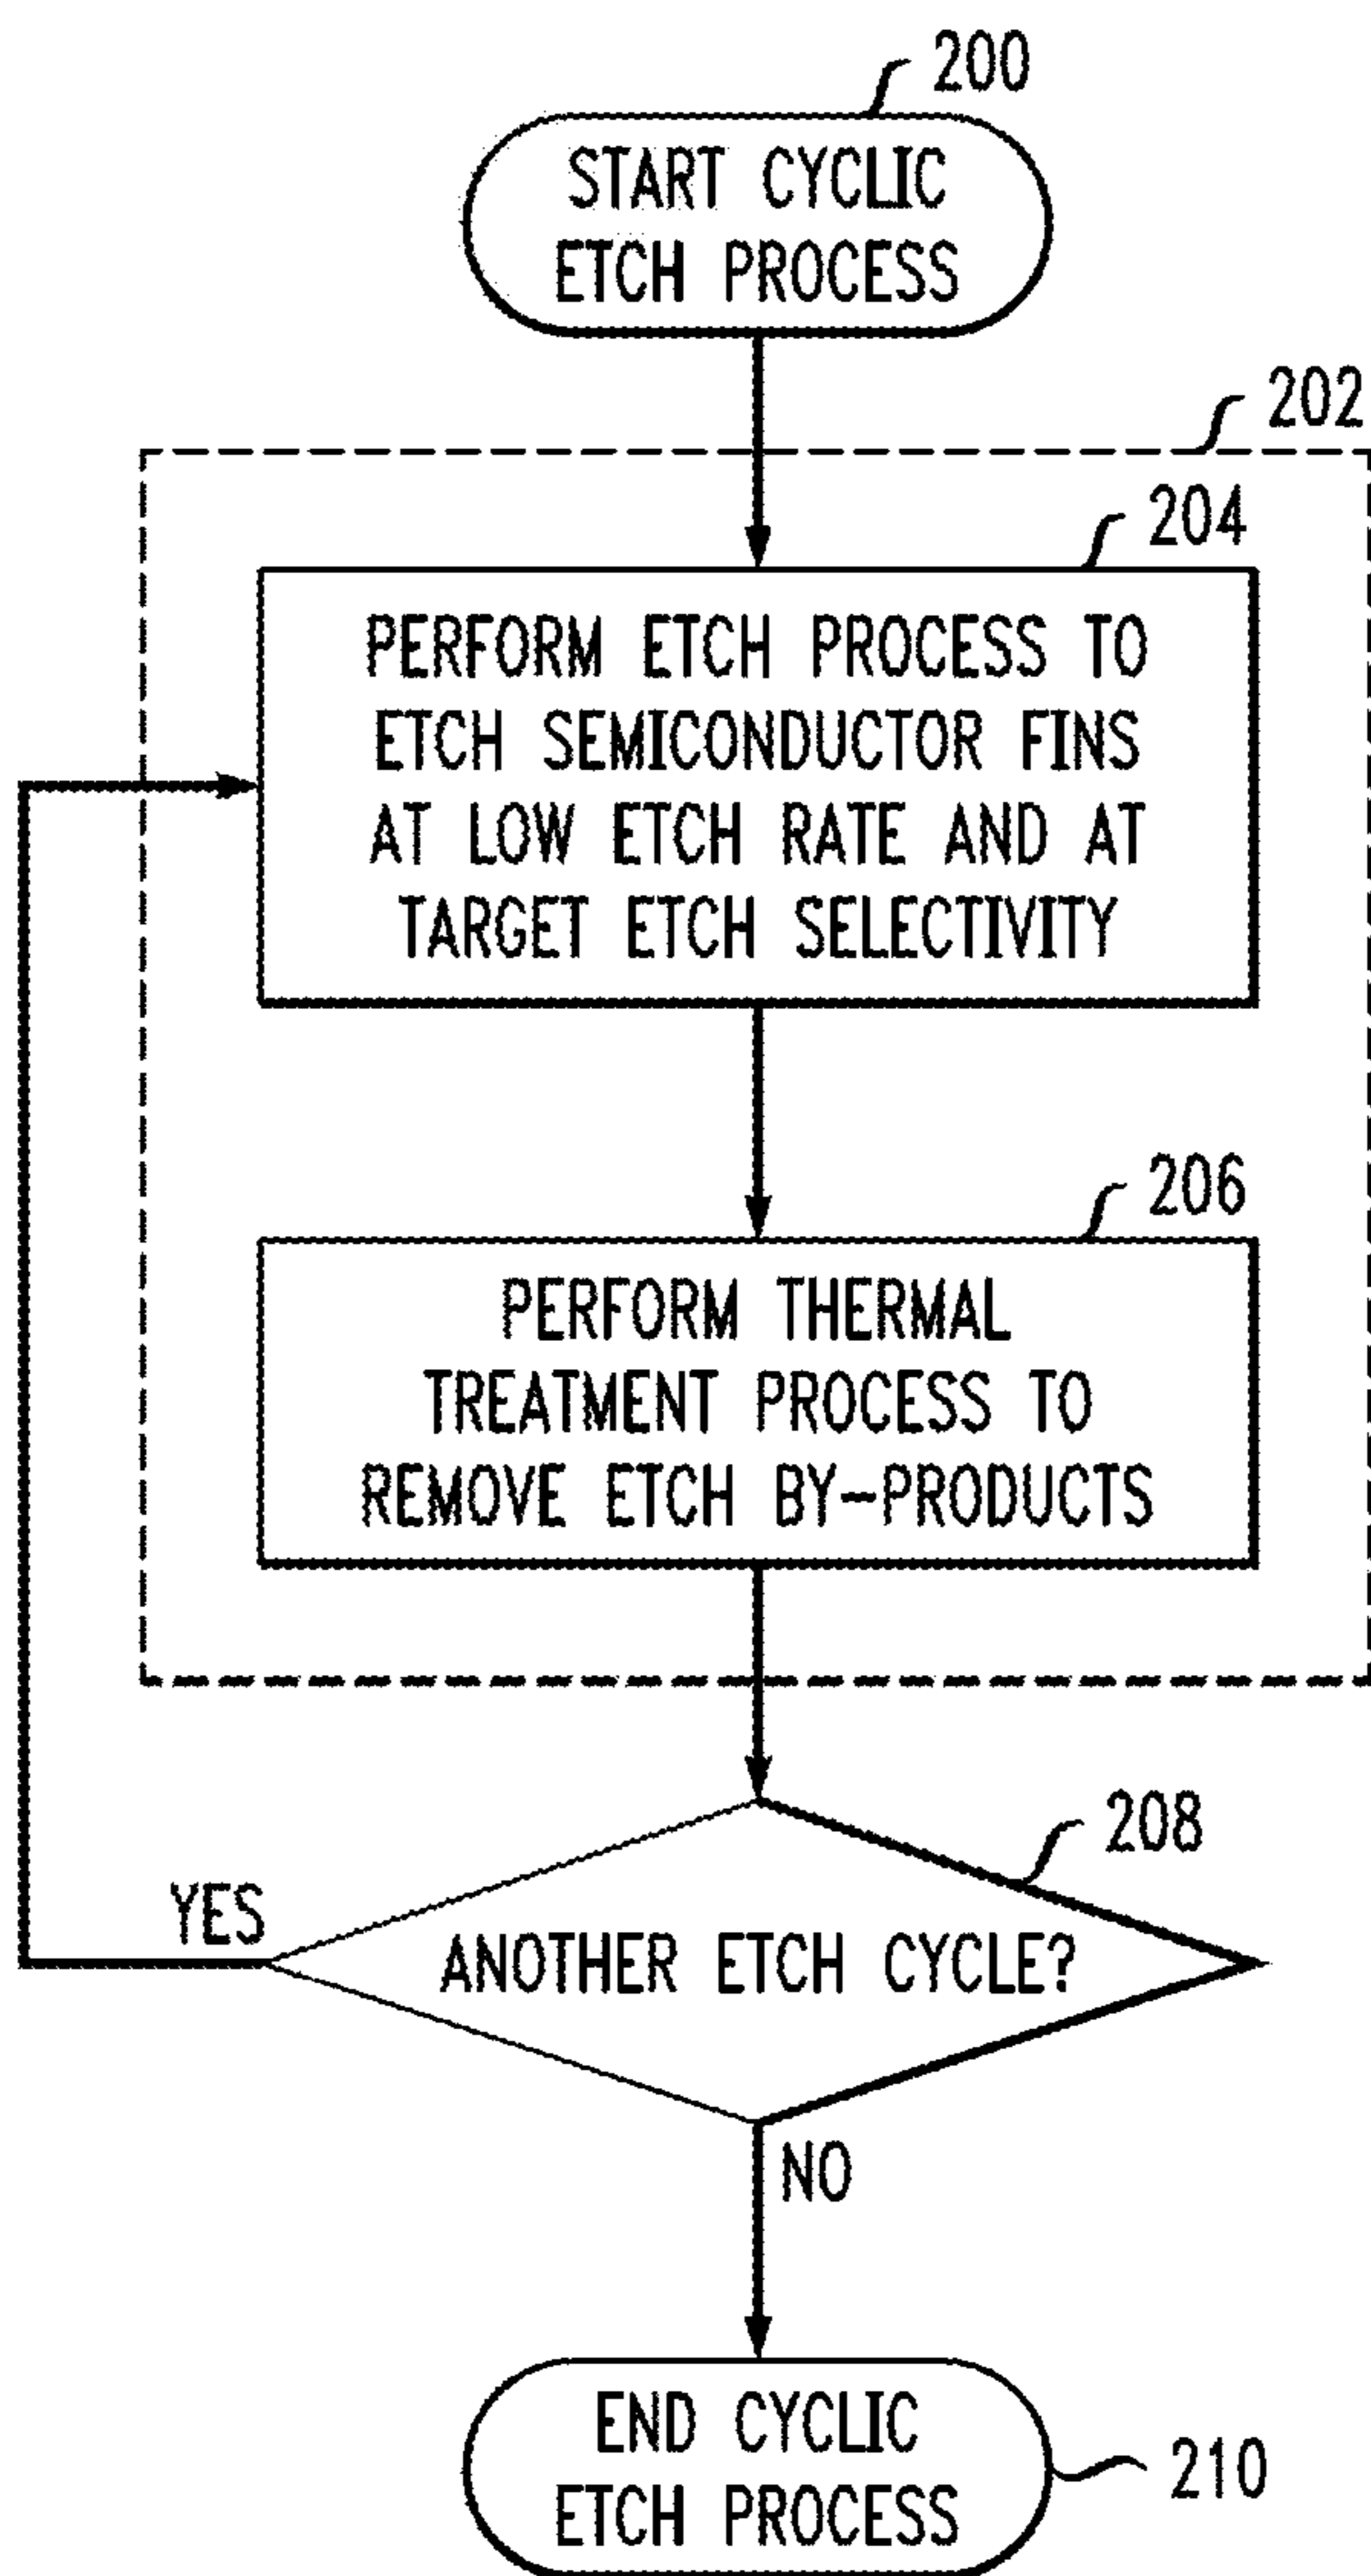 200
START CYCLIC
ETCH PROCESS
202
204
PERFORM ETCH PROCESS TO
ETCH SEMICONDUCTOR FINS
AT LOW ETCH RATE AND AT
TARGET ETCH SELECTIVITY
206
PERFORM THERMAL
TREATMENT PROCESS TO
REMOVE ETCH BY-PRODUCTS
208
YES
ANOTHER ETCH CYCLE?
NO
END CYCLIC
ETCH PROCESS
210